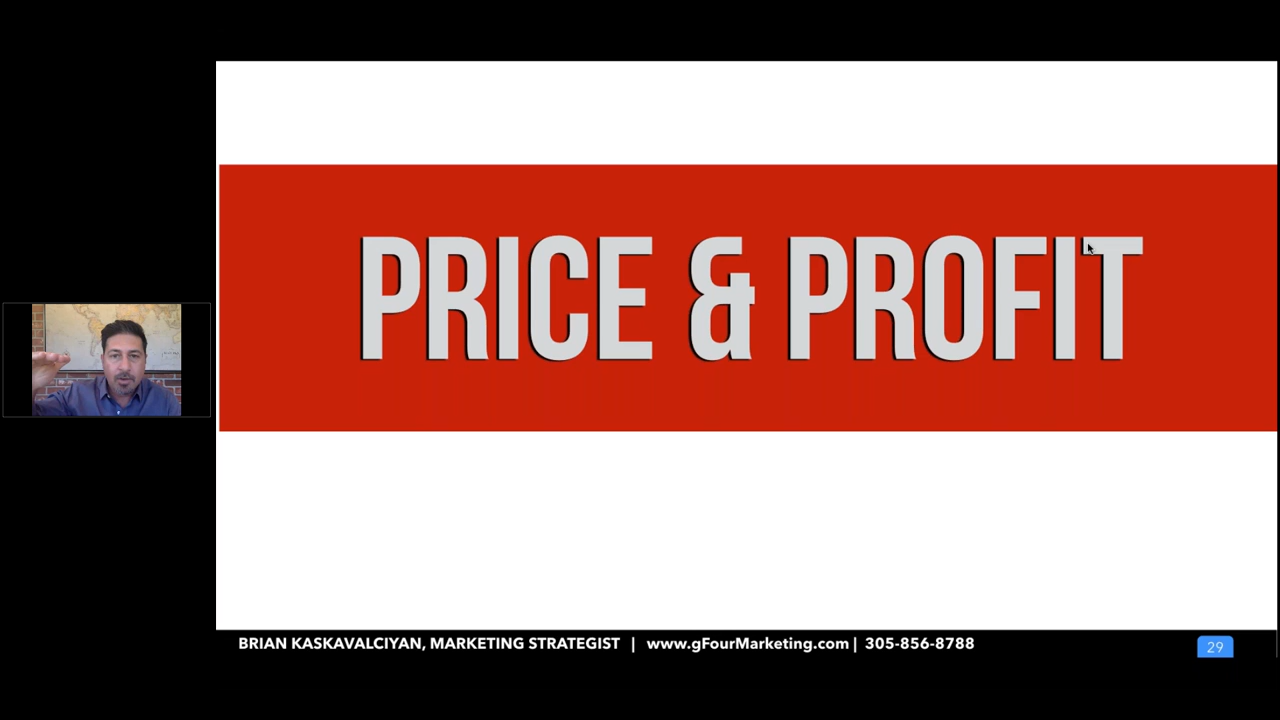 PRICE & PROFIT
BRIAN KASKAVALCIYAN, MARKETING STRATEGIST | www.gFourMarketing.com | 305-856-8788
29